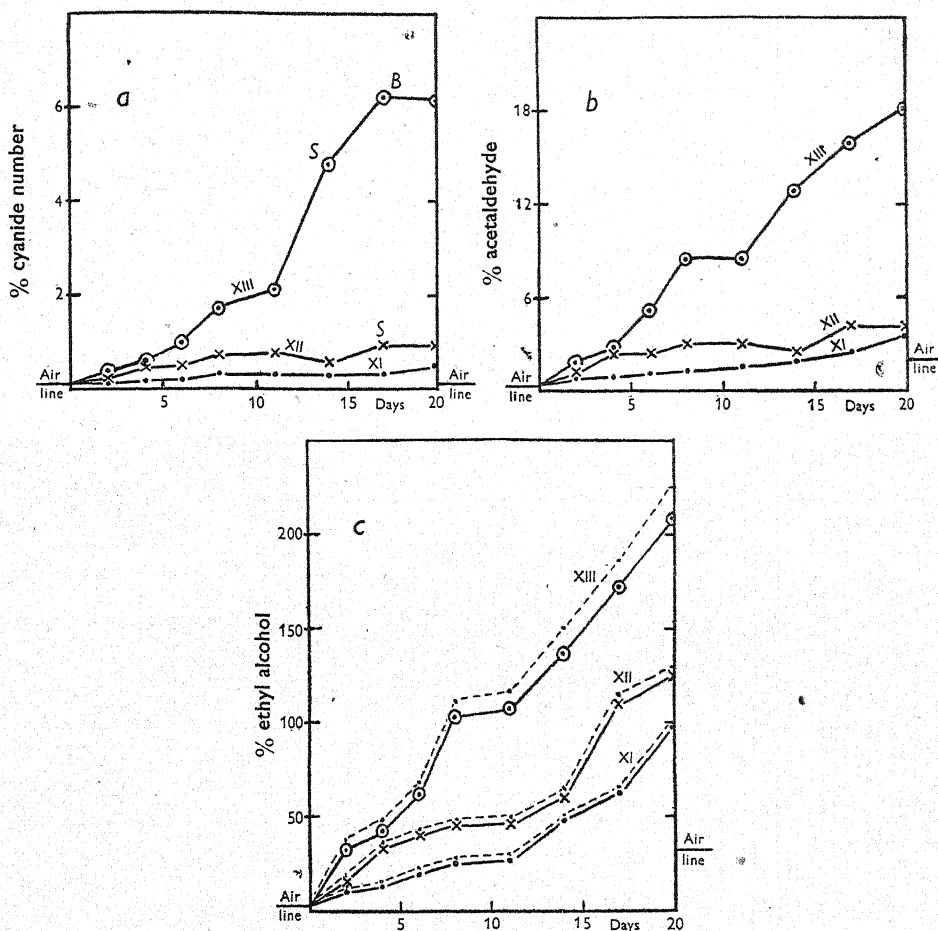 a
% cyanide number
6
4
2
B
S
XIII
XII
S
XI
Air
line
5
10
15
Days
20
Air
line
b
% acetaldehyde
18
12
6
XIII
XII
XI
Air
line
5
10
15
Days
20
Air
line
c
% ethyl alcohol
200
150
100
50
XIII
XII
XI
Air
line
5
10
15
Days
20
Air
line